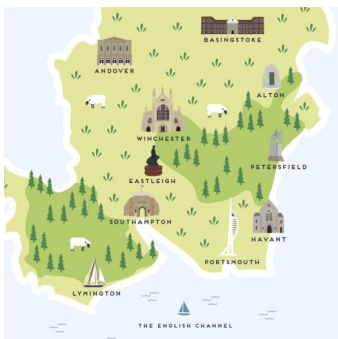 BASINGSTOKE
ANDOVER
ALTON
WINCHESTER
PETERSFIELD
EASTLEIGH
SOUTHAMPTON
HAVANT
PORTSMOUTH
LYMINGTON
THE ENGLISH CHANNEL